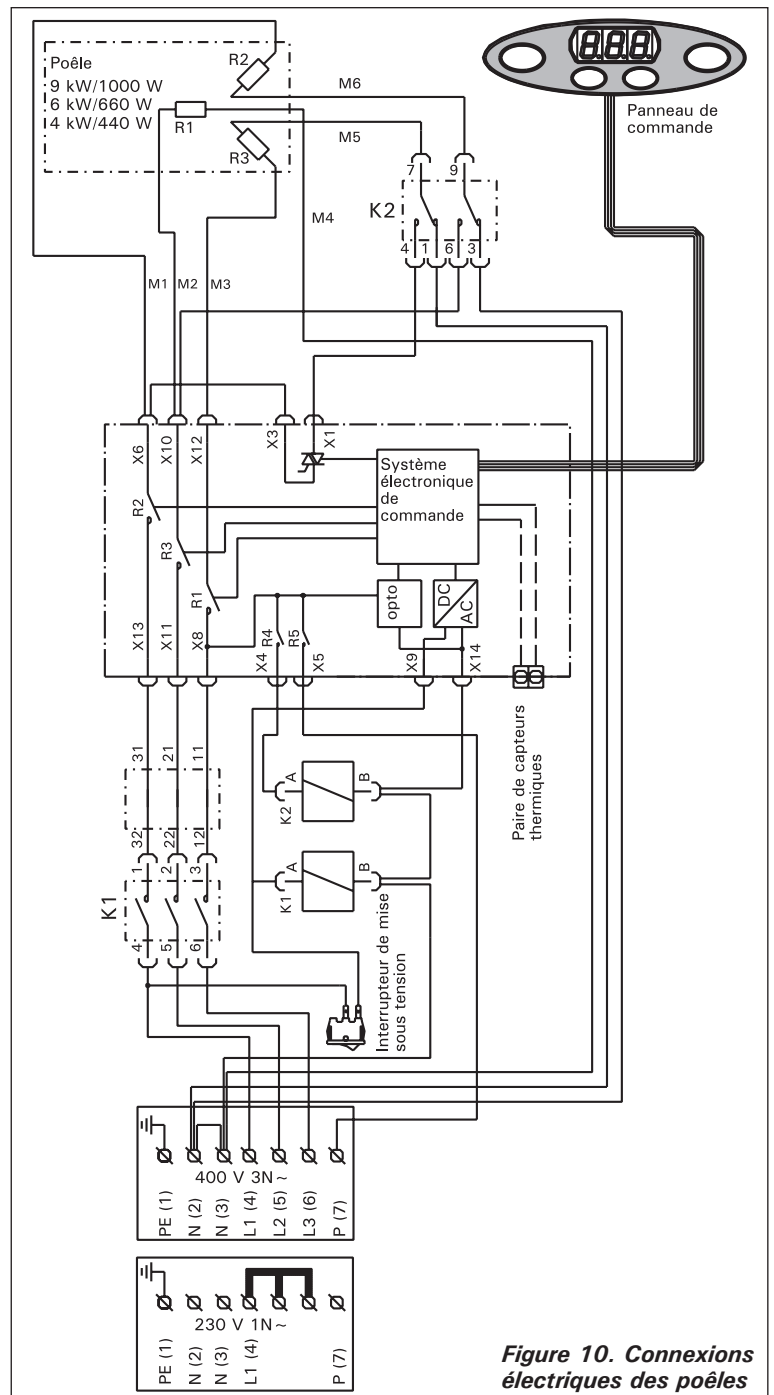 Poêle
9 kW/1000 W
6 kW/660 W
4 kW/440 W
R2
R1
R3
M6
M5
M4
8.8.8.
Panneau de
commande
7
9
K2
4
1
6
3
M1
M2
M3
X6
X10
X12
X3
X1
Système
électronique
de
commande
R2
R3
R1
opto
DC
AC
X13
X11
X8
X4
R4
R5
X5
X9
X14
31
21
11
32
22
12
Paire de capteurs
thermiques
A
B
K2
A
B
K1
K1
1
2
3
4
5
6
Interrupteur de mise
sous tension
400 V 3N ~
PE (1)
N (2)
N (3)
L1 (4)
L2 (5)
L3 (6)
P (7)
230 V 1N ~
PE (1)
N (2)
N (3)
L1 (4)
P (7)
Figure 10. Connexions
électriques des poêles